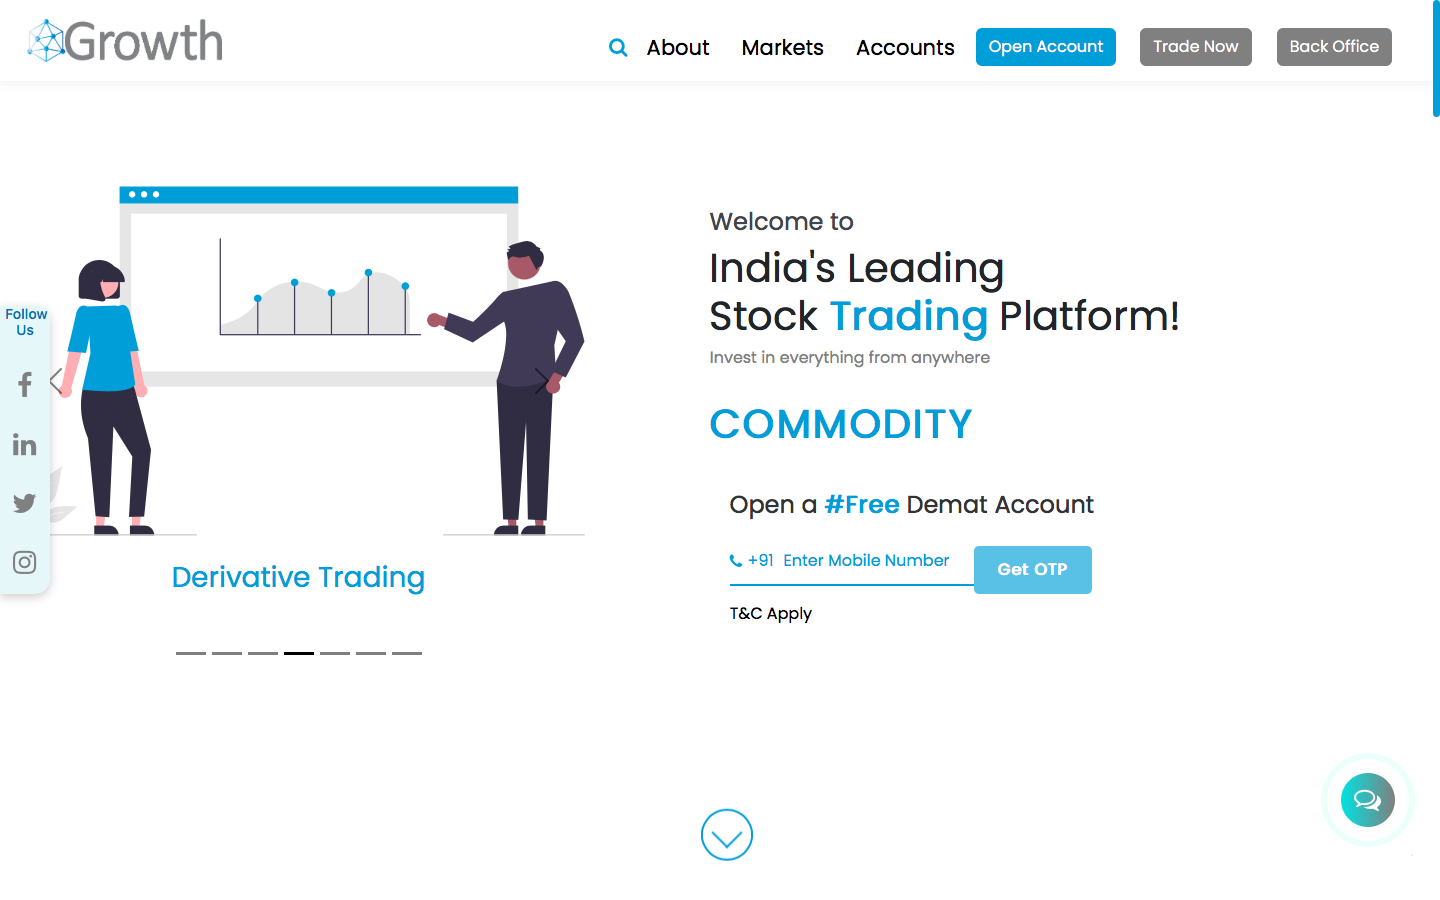 Growth
About
Markets
Accounts
Open Account
Trade Now
Back Office
Follow
Us
Derivative Trading
Welcome to
India's Leading
Stock Trading Platform!
Invest in everything from anywhere
COMMODITY
Open a #Free Demat Account
+91 Enter Mobile Number
Get OTP
T&C Apply